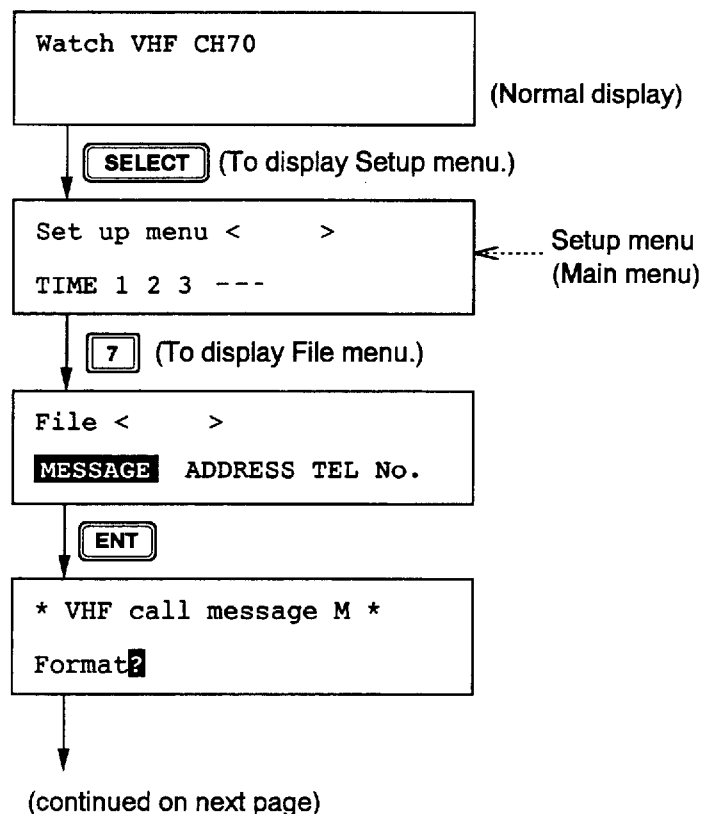 Watch VHF CH70
(Normal display)
SELECT (To display Setup menu.)
Set up menu <      >
TIME 1 2 3 ---
Setup menu
(Main menu)
7 (To display File menu.)
File <      >
MESSAGE ADDRESS TEL No.
ENT
* VHF call message M *
Format?
(continued on next page)